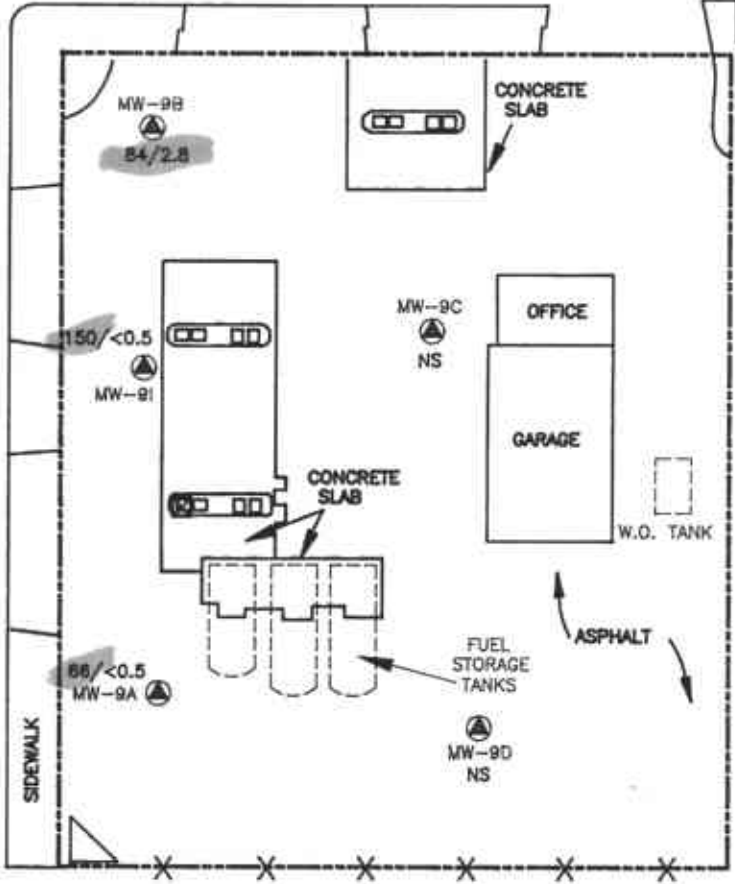 MW-9B
84/2.8
CONCRETE
SLAB
MW-9C
NS
OFFICE
150/<0.5
MW-9I
GARAGE
CONCRETE
SLAB
W.O. TANK
ASPHALT
FUEL
STORAGE
TANKS
66/<0.5
MW-9A
MW-9D
NS
SIDEWALK